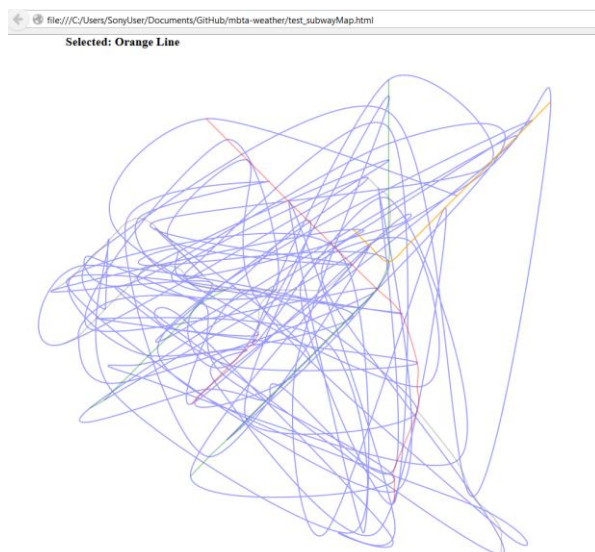 file:///C:/Users/SonyUser/Documents/GitHub/mbta-weather/test_subwayMap.html
Selected: Orange Line